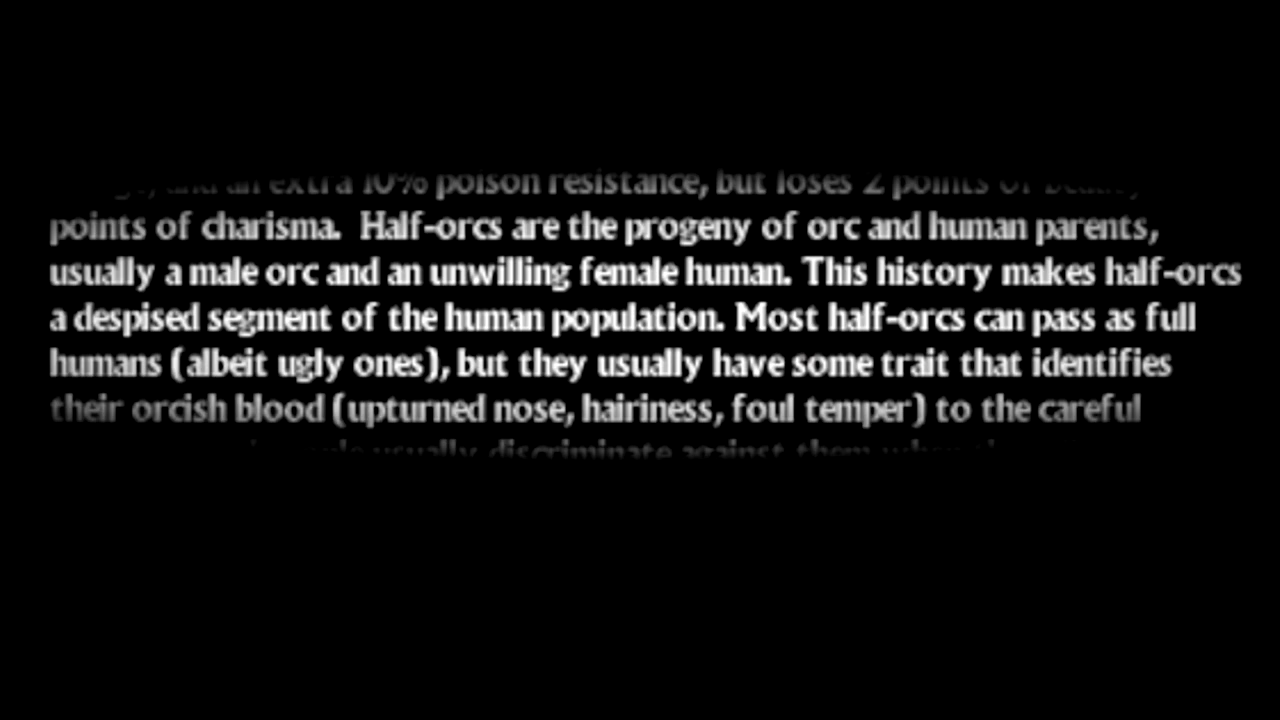 an extra 10% poison resistance, but loses 2 points of
points of charisma.  Half-orcs are the progeny of orc and human parents,
usually a male orc and an unwilling female human. This history makes half-orcs
a despised segment of the human population. Most half-orcs can pass as full
humans (albeit ugly ones), but they usually have some trait that identifies
their orcish blood (upturned nose, hairiness, foul temper) to the careful
usually discriminate against them